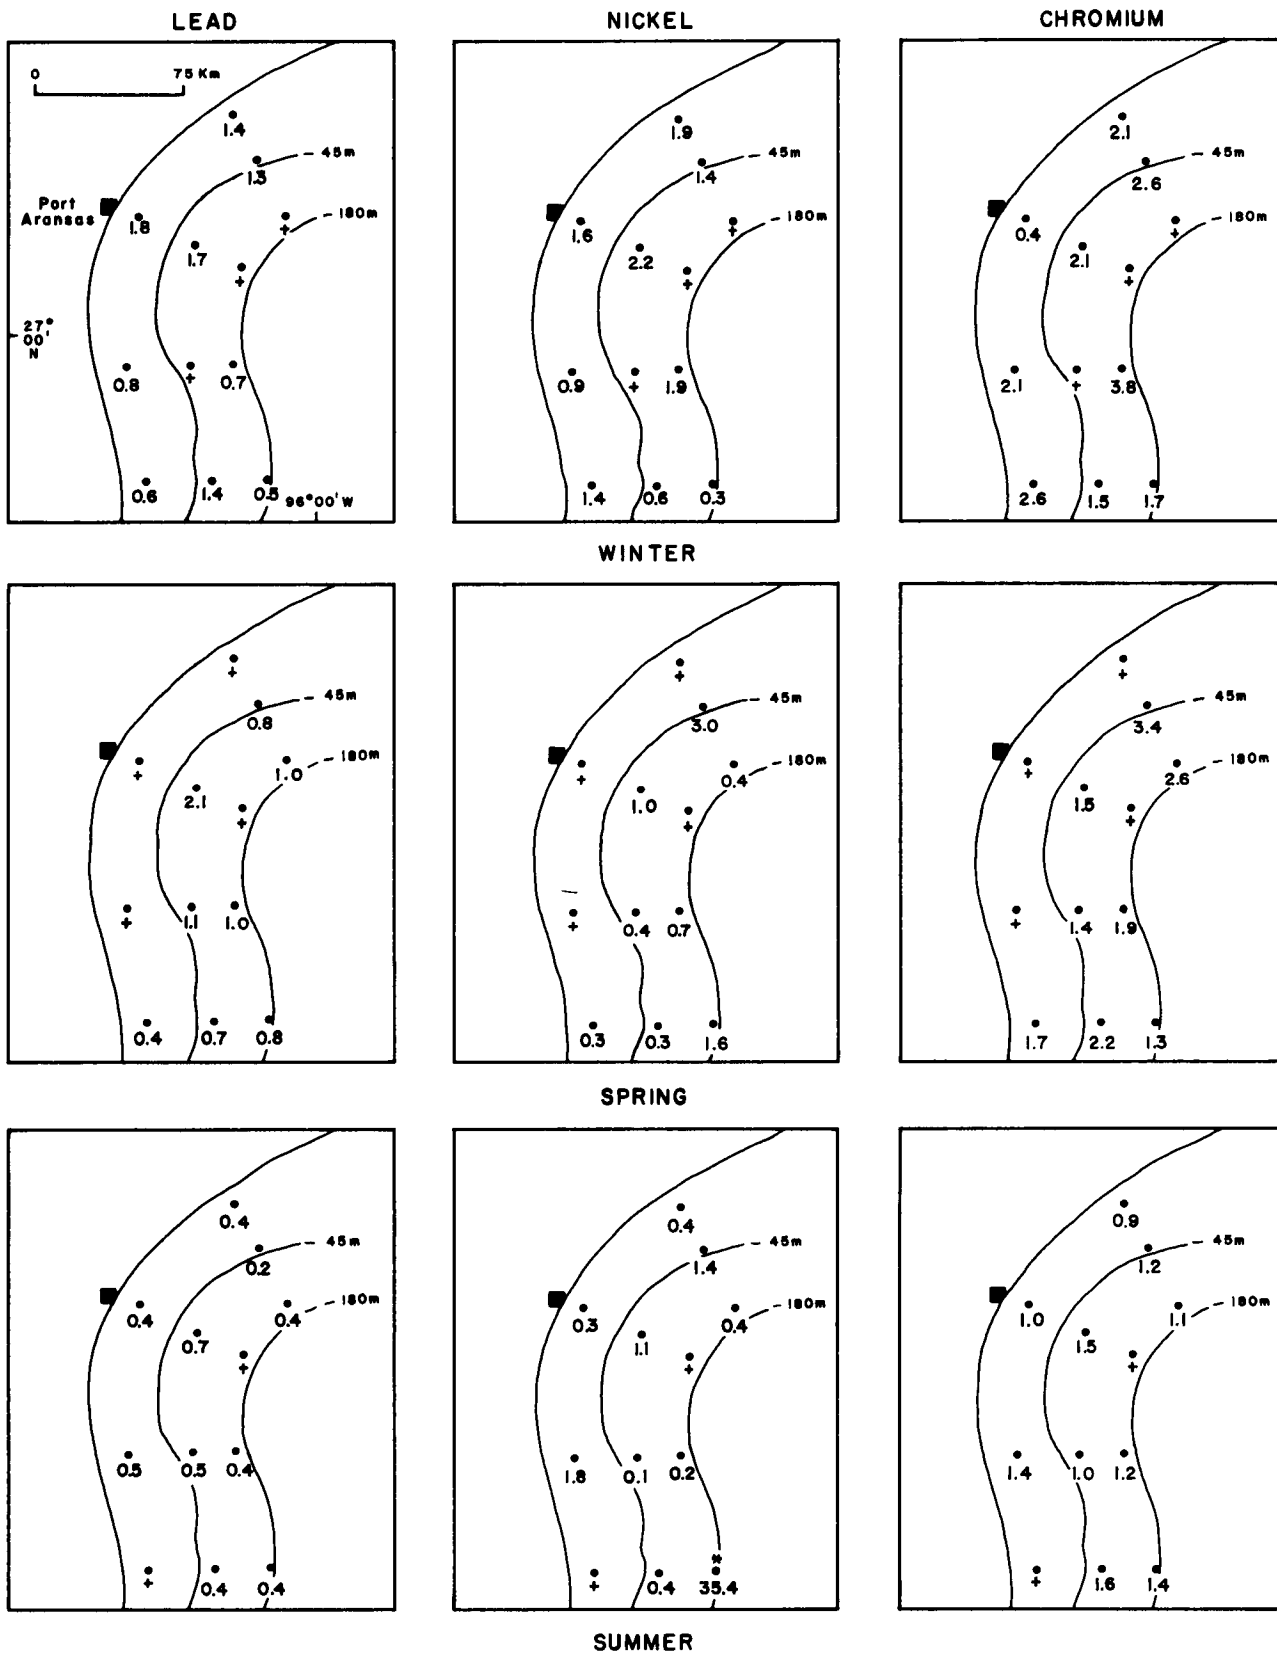 LEAD NICKEL CHROMIUM
0 75 Km
1.4 1.9 2.1
45m 45m 45m
1.3 1.4 2.6
Port
Aransas
180m 180m 180m
1.8 + 1.6 + 0.4 +
1.7 2.2 2.1
+ + +
27°
00'
N
0.8 + 0.7 0.9 + 1.9 2.1 + 3.8
0.6 1.4 0.5 1.4 0.6 0.3 2.6 1.5 1.7
96°00'W
WINTER
+ + +
45m 45m 45m
0.8 3.0 3.4
180m 180m 180m
+ 1.0 + 0.4 + 2.6
2.1 1.0 1.5
+ + +
+ 1.1 1.0 + 0.4 0.7 + 1.4 1.9
0.4 0.7 0.8 0.3 0.3 1.6 1.7 2.2 1.3
SPRING
0.4 0.4 0.9
45m 45m 45m
0.2 1.4 1.2
180m 180m 180m
0.4 0.4 0.3 0.4 1.0 1.1
0.7 1.1 1.5
+ + +
0.5 0.5 0.4 1.8 0.1 0.2 1.4 1.0 1.2
*
+ 0.4 0.4 + 0.4 35.4 + 1.6 1.4
SUMMER